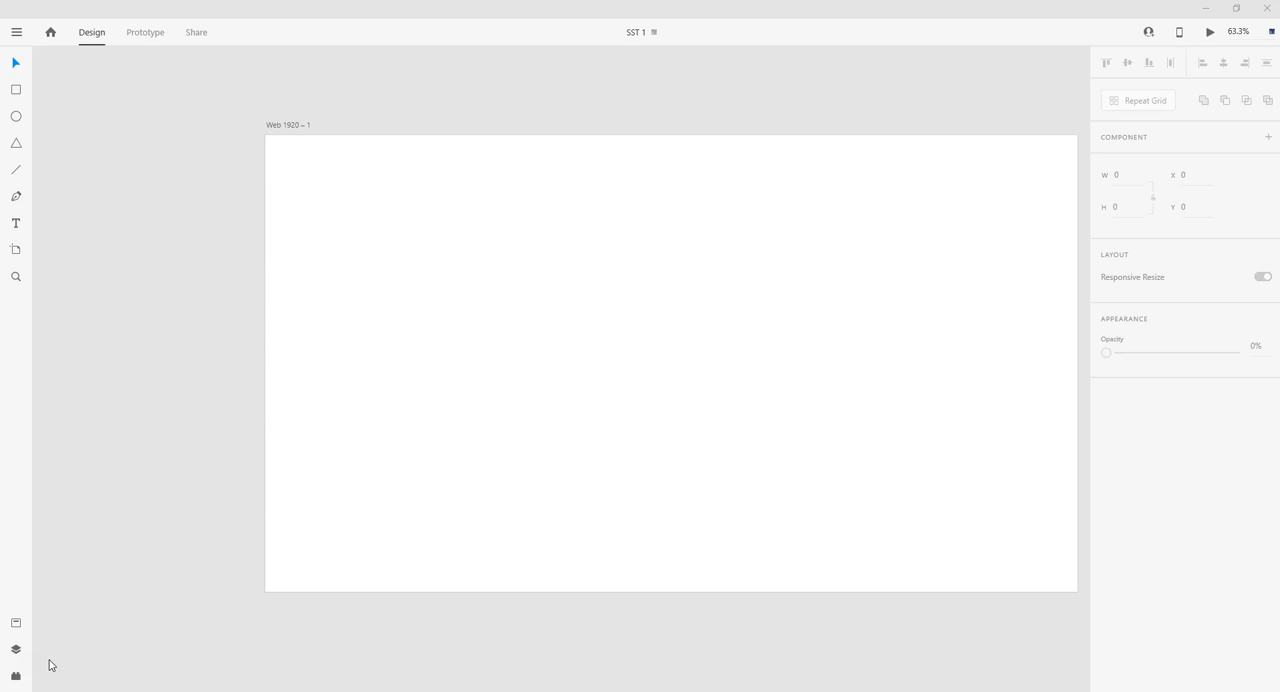 Design Prototype Share SST 1 63.3%
Web 1920 – 1
Repeat Grid
COMPONENT
W 0 X 0
H 0 Y 0
LAYOUT
Responsive Resize
APPEARANCE
Opacity
0%